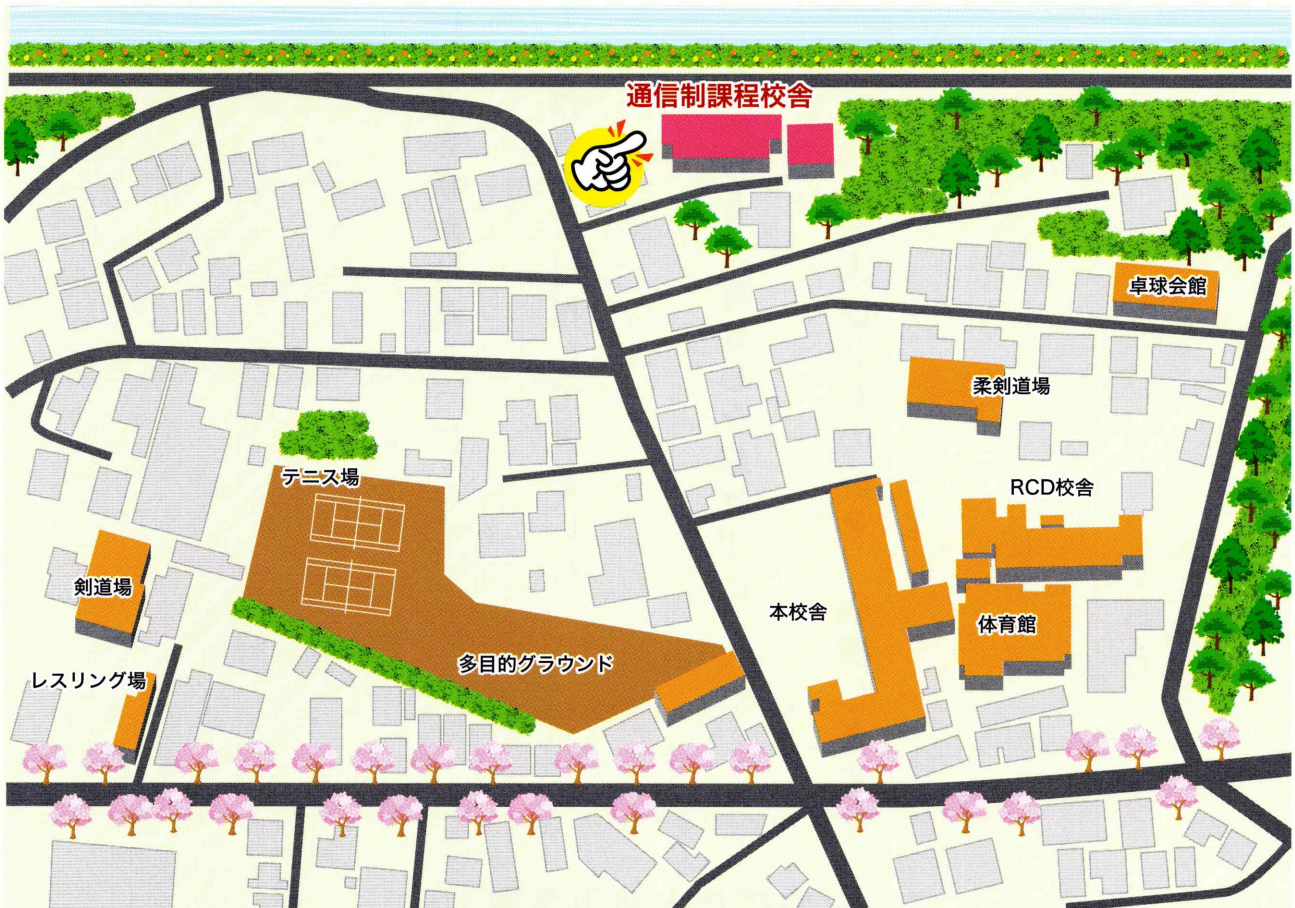 通信制課程校舎
卓球会館
柔剣道場
テニス場
RCD校舎
剣道場
本校舎
体育館
多目的グラウンド
レスリング場